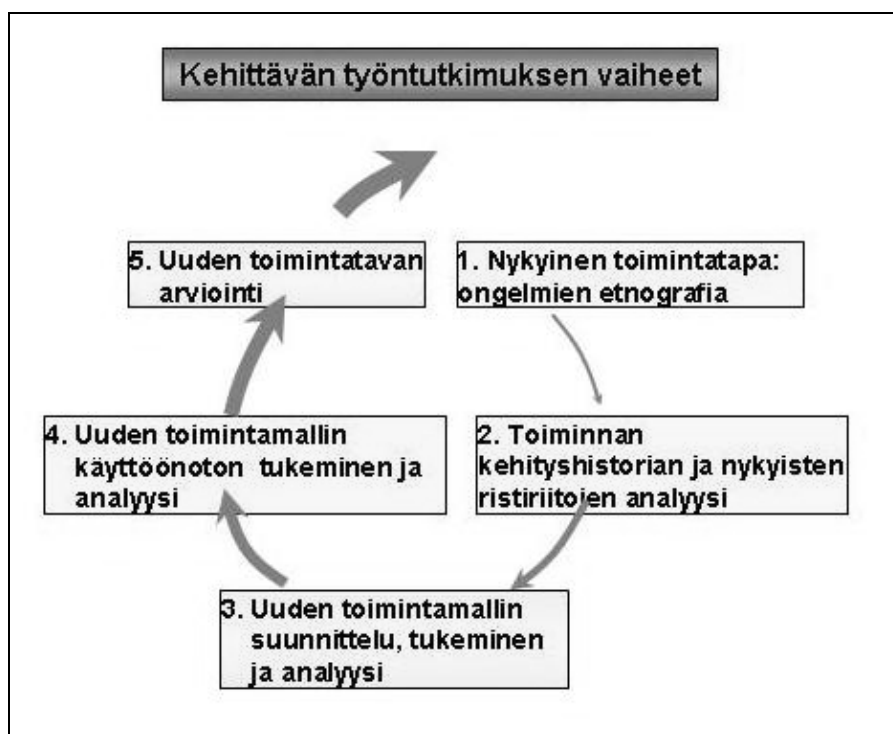 Kehittävän työntutkimuksen vaiheet
1. Nykyinen toimintatapa:
ongelmien etnografia
2. Toiminnan
kehityshistorian ja nykyisten
ristiriitojen analyysi
3. Uuden toimintamallin
suunnittelu, tukeminen
ja analyysi
4. Uuden toimintamallin
käyttöönoton tukeminen ja
analyysi
5. Uuden toimintatavan
arviointi